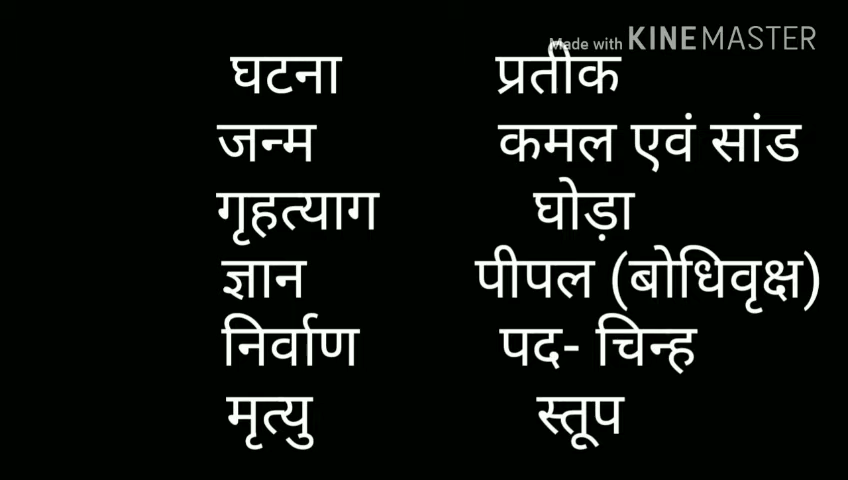 Made with KINEMASTER
घटना प्रतीक
जन्म कमल एवं सांड
गृहत्याग घोड़ा
ज्ञान पीपल (बोधिवृक्ष)
निर्वाण पद- चिन्ह
मृत्यु स्तूप